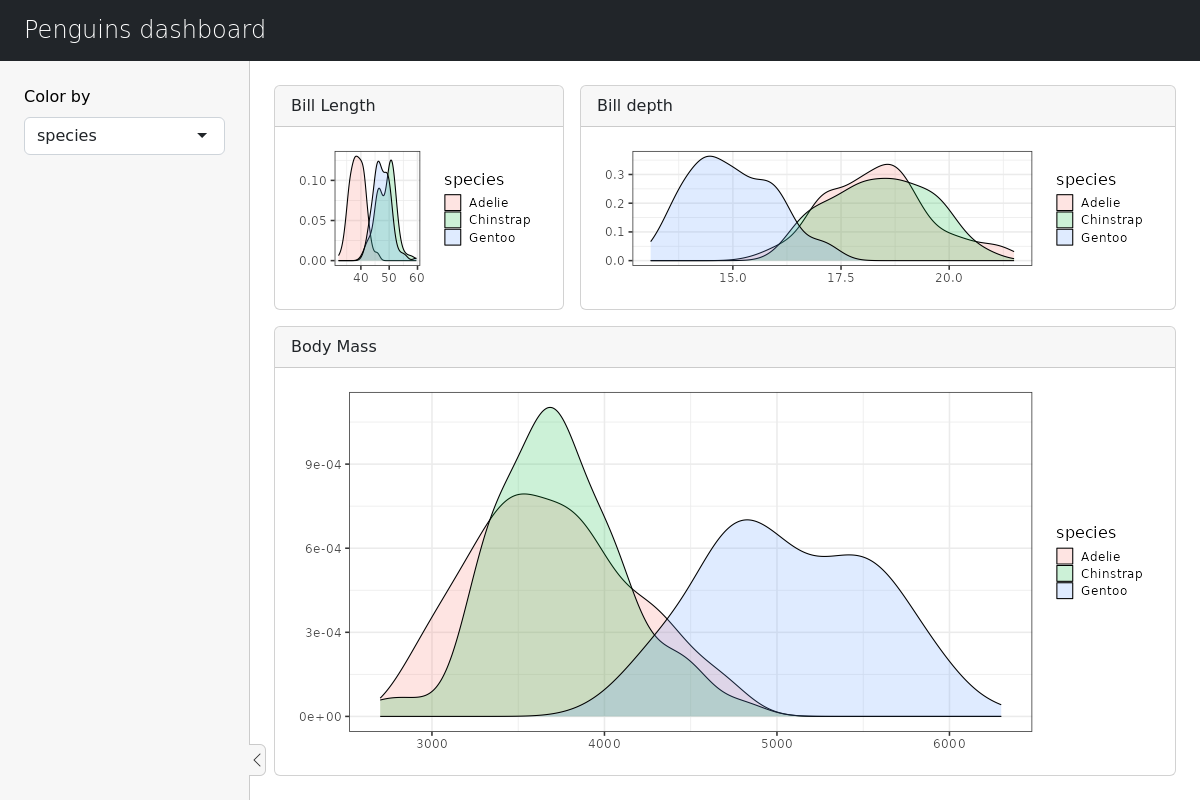 Penguins dashboard
Color by
species
Bill Length
0.10
0.05
0.00
40 50 60
species
Adelie
Chinstrap
Gentoo
Bill depth
0.3
0.2
0.1
0.0
15.0 17.5 20.0
species
Adelie
Chinstrap
Gentoo
Body Mass
9e-04
6e-04
3e-04
0e+00
3000 4000 5000 6000
species
Adelie
Chinstrap
Gentoo